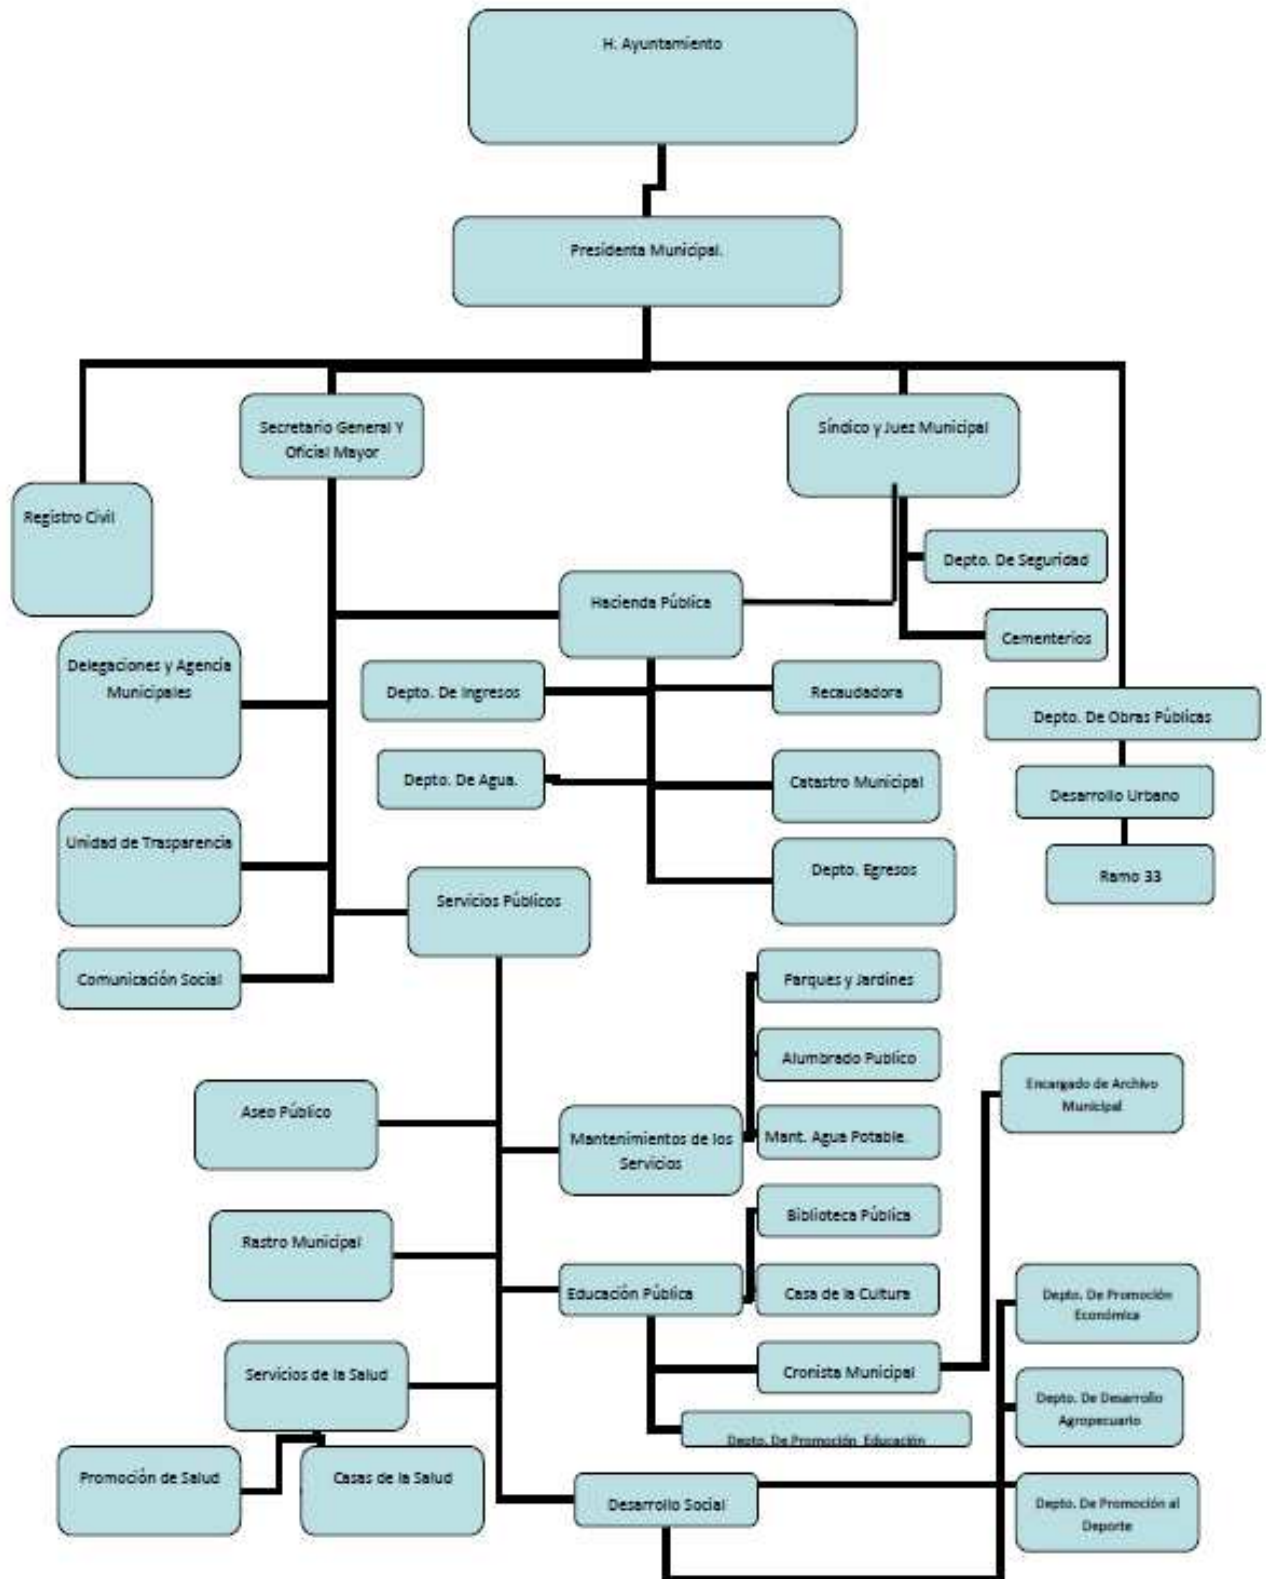 H. Ayuntamiento
Presidenta Municipal.
Secretario General Y
Oficial Mayor
Síndico y Juez Municipal
Registro Civil
Depto. De Seguridad
Hacienda Pública
Cementerios
Delegaciones y Agencia
Municipales
Depto. De Ingresos
Recaudadora
Depto. De Obras Públicas
Depto. De Agua.
Catastro Municipal
Desarrollo Urbano
Unidad de Trasparencia
Depto. Egresos
Ramo 33
Servicios Públicos
Comunicación Social
Parques y Jardines
Alumbrado Publico
Encargado de Archivo
Municipal
Aseo Público
Mantenimientos de los
Servicios
Mant. Agua Potable.
Biblioteca Pública
Rastro Municipal
Educación Pública
Casa de la Cultura
Depto. De Promoción
Económica
Servicios de la Salud
Cronista Municipal
Depto. De Desarrollo
Agropecuario
Depto. De Promoción Educación
Promoción de Salud
Casas de la Salud
Desarrollo Social
Depto. De Promoción al
Deporte